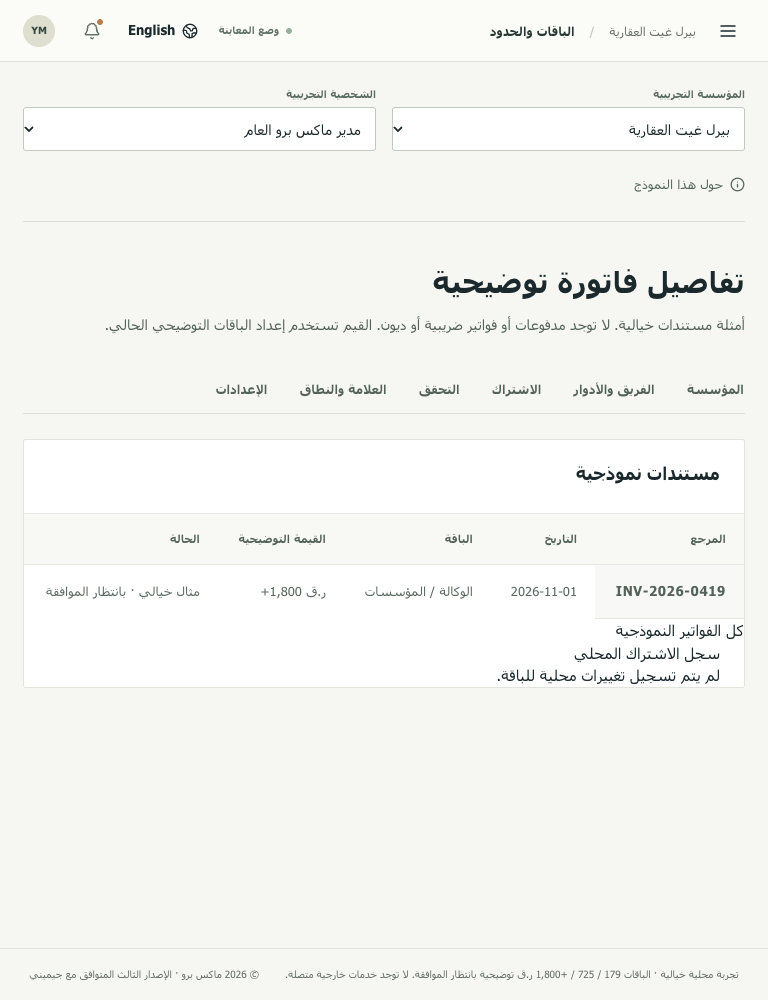 بيرل غيت العقارية / الباقات والحدود
وضع المعاينة
English
YM
المؤسسة التجريبية
بيرل غيت العقارية
الشخصية التجريبية
مدير ماكس برو العام
حول هذا النموذج
تفاصيل فاتورة توضيحية
أمثلة مستندات خيالية. لا توجد مدفوعات أو فواتير ضريبية أو ديون. القيم تستخدم إعداد الباقات التوضيحي الحالي.
المؤسسة الفريق والأدوار الاشتراك التحقق العلامة والنطاق الإعدادات
مستندات نموذجية
المرجع التاريخ الباقة القيمة التوضيحية الحالة
INV-2026-0419 2026-11-01 الوكالة / المؤسسات ر.ق 1,800+ مثال خيالي · بانتظار الموافقة
كل الفواتير النموذجية
سجل الاشتراك المحلي
لم يتم تسجيل تغييرات محلية للباقة.
تجربة محلية خيالية · الباقات 179 / 725 / 1,800+ ر.ق توضيحية بانتظار الموافقة. لا توجد خدمات خارجية متصلة.
© 2026 ماكس برو · الإصدار الثالث المتوافق مع جيميني